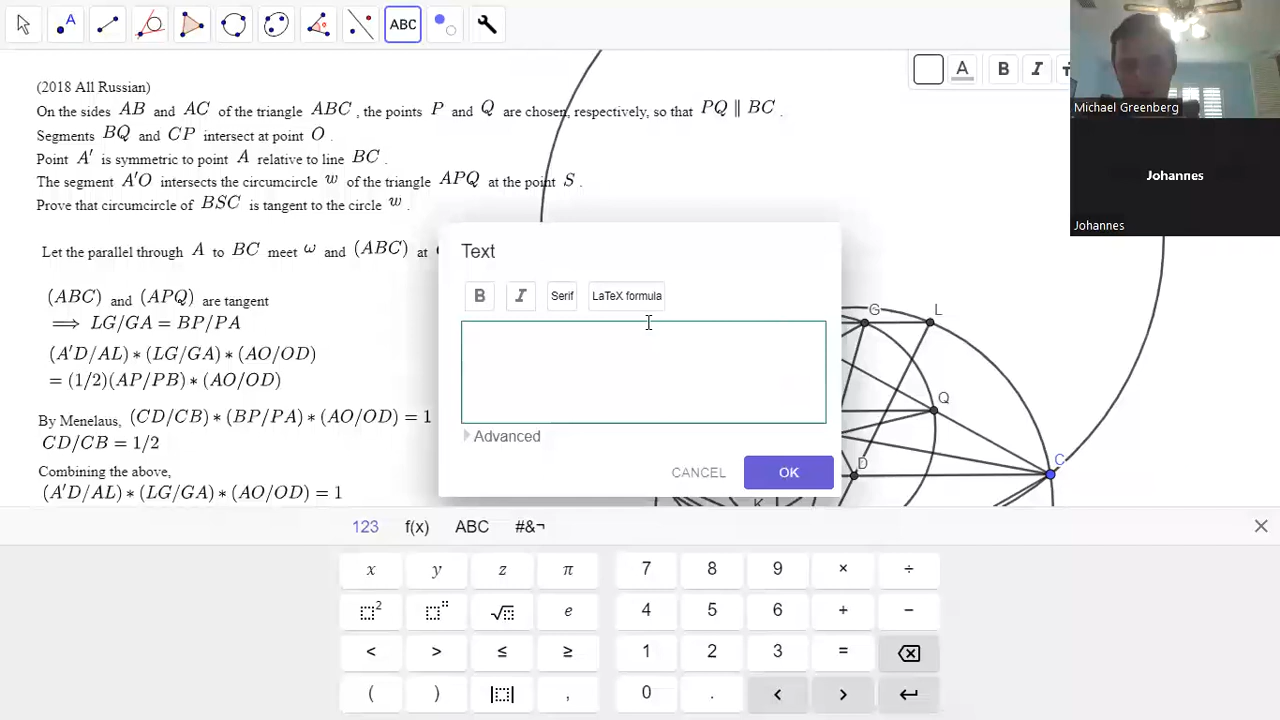 ABC
A B I T
(2018 All Russian)
On the sides AB and AC of the triangle ABC , the points P and Q are chosen, respectively, so that PQ ∥ BC .
Segments BQ and CP intersect at point O .
Point A′ is symmetric to point A relative to line BC .
The segment A′O intersects the circumcircle w of the triangle APQ at the point S .
Prove that circumcircle of BSC is tangent to the circle w .
Let the parallel through A to BC meet ω and (ABC) at
(ABC) and (APQ) are tangent
⟹ LG/GA = BP/PA
(A′D/AL) ∗ (LG/GA) ∗ (AO/OD)
= (1/2)(AP/PB) ∗ (AO/OD)
By Menelaus, (CD/CB) ∗ (BP/PA) ∗ (AO/OD) = 1
CD/CB = 1/2
Combining the above,
(A′D/AL) ∗ (LG/GA) ∗ (AO/OD) = 1
Text
B I Serif LaTeX formula
Advanced
CANCEL OK
G L
Q
D C
K
Michael Greenberg
Johannes
Johannes
123 f(x) ABC #&¬
x y z π 7 8 9 × ÷
2 √ e 4 5 6 + −
< > ≤ ≥ 1 2 3 =
( ) , 0 . < >